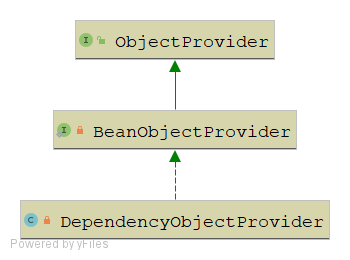 I ObjectProvider
I BeanObjectProvider
C DependencyObjectProvider
Powered by yFiles